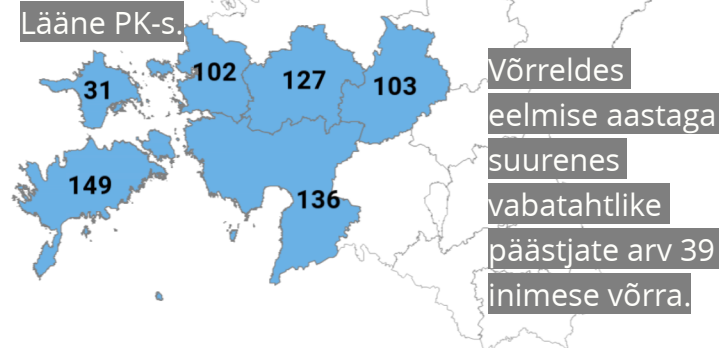 Lääne PK-s.
31
102
127
103
149
136
Võrreldes
eelmise aastaga
suurenes
vabatahtlike
päästjate arv 39
inimese võrra.